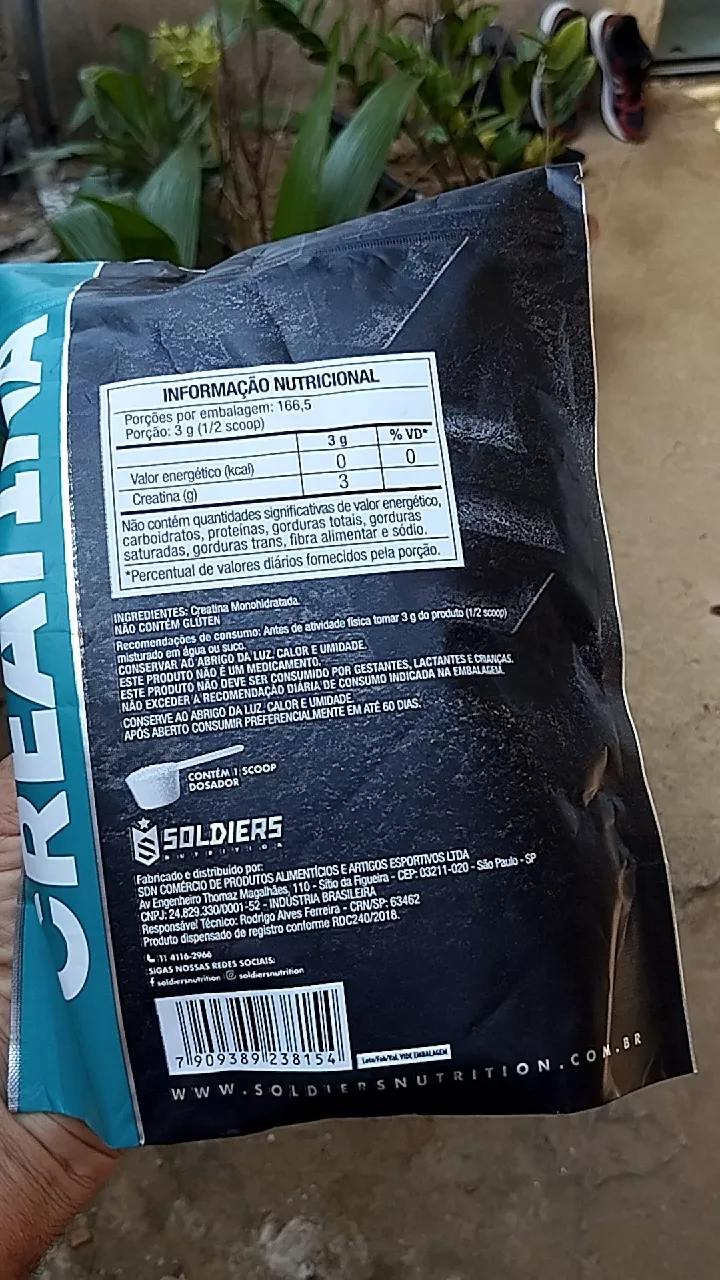 CREATINA
INFORMAÇÃO NUTRICIONAL
Porções por embalagem: 166,5
Porção: 3 g (1/2 scoop)
3 g % VD*
Valor energético (kcal) 0 0
Creatina (g) 3
Não contém quantidades significativas de valor energético,
carboidratos, proteínas, gorduras totais, gorduras
saturadas, gorduras trans, fibra alimentar e sódio.
*Percentual de valores diários fornecidos pela porção.
INGREDIENTES: Creatina Monohidratada.
NÃO CONTÉM GLÚTEN
Recomendações de consumo: Antes de atividade física tomar 3 g do produto (1/2 scoop)
misturado em água ou suco.
CONSERVAR AO ABRIGO DA LUZ, CALOR E UMIDADE.
ESTE PRODUTO NÃO É UM MEDICAMENTO.
ESTE PRODUTO NÃO DEVE SER CONSUMIDO POR GESTANTES, LACTANTES E CRIANÇAS.
NÃO EXCEDER A RECOMENDAÇÃO DIÁRIA DE CONSUMO INDICADA NA EMBALAGEM.
CONSERVE AO ABRIGO DA LUZ, CALOR E UMIDADE
APÓS ABERTO CONSUMIR PREFERENCIALMENTE EM ATÉ 60 DIAS.
CONTÉM 1 SCOOP
DOSADOR
SOLDIERS
NUTRITION
Fabricado e distribuido por:
SDN COMÉRCIO DE PRODUTOS ALIMENTÍCIOS E ARTIGOS ESPORTIVOS LTDA
Av Engenheiro Thomaz Magalhães, 110 - Sítio da Figueira - CEP: 03211-020 - São Paulo - SP
CNPJ: 24.829.330/0001-52 - INDÚSTRIA BRASILEIRA
Responsável Técnico: Rodrigo Alves Ferreira - CRN/SP: 63462
Produto dispensado de registro conforme RDC240/2018.
11 4116-2966
SIGAS NOSSAS REDES SOCIAIS:
soldiersnutrition soldiersnutrition
7 909389 238154
Lote/Fab/Val. VIDE EMBALAGEM
WWW.SOLDIERSNUTRITION.COM.BR